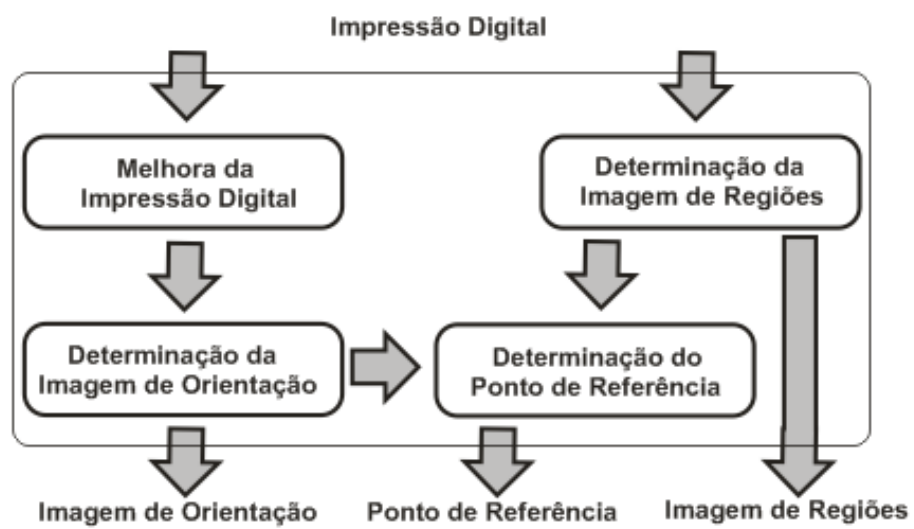 Impressão Digital
Melhora da
Impressão Digital
Determinação da
Imagem de Regiões
Determinação da
Imagem de Orientação
Determinação do
Ponto de Referência
Imagem de Orientação
Ponto de Referência
Imagem de Regiões